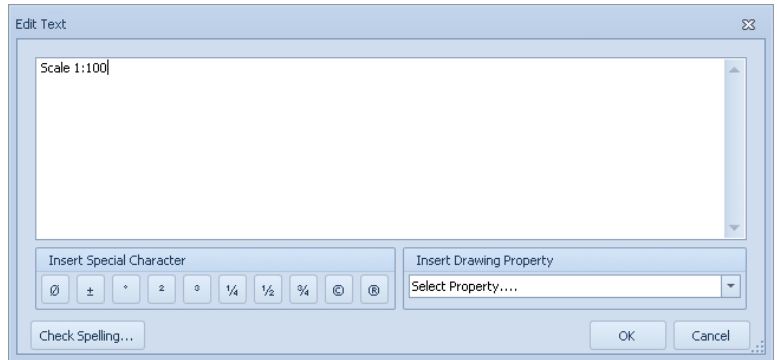 Edit Text
Scale 1:100
Insert Special Character
Ø ± ° ² ³ ¼ ½ ¾ © ®
Insert Drawing Property
Select Property....
Check Spelling...
OK
Cancel